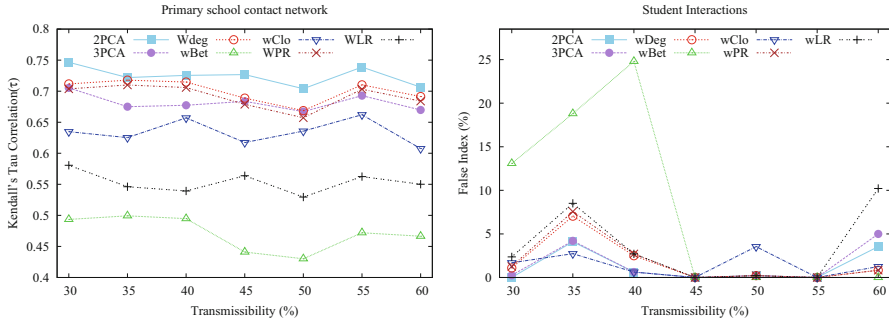 Primary school contact network
Kendall's Tau Correlation(τ)
0.8
0.75
0.7
0.65
0.6
0.55
0.5
0.45
0.4
2PCA Wdeg wClo WLR
3PCA wBet WPR
30 35 40 45 50 55 60
Transmissibility (%)
Student Interactions
False Index (%)
25
20
15
10
5
0
2PCA wDeg wClo wLR
3PCA wBet wPR
30 35 40 45 50 55 60
Transmissibility (%)